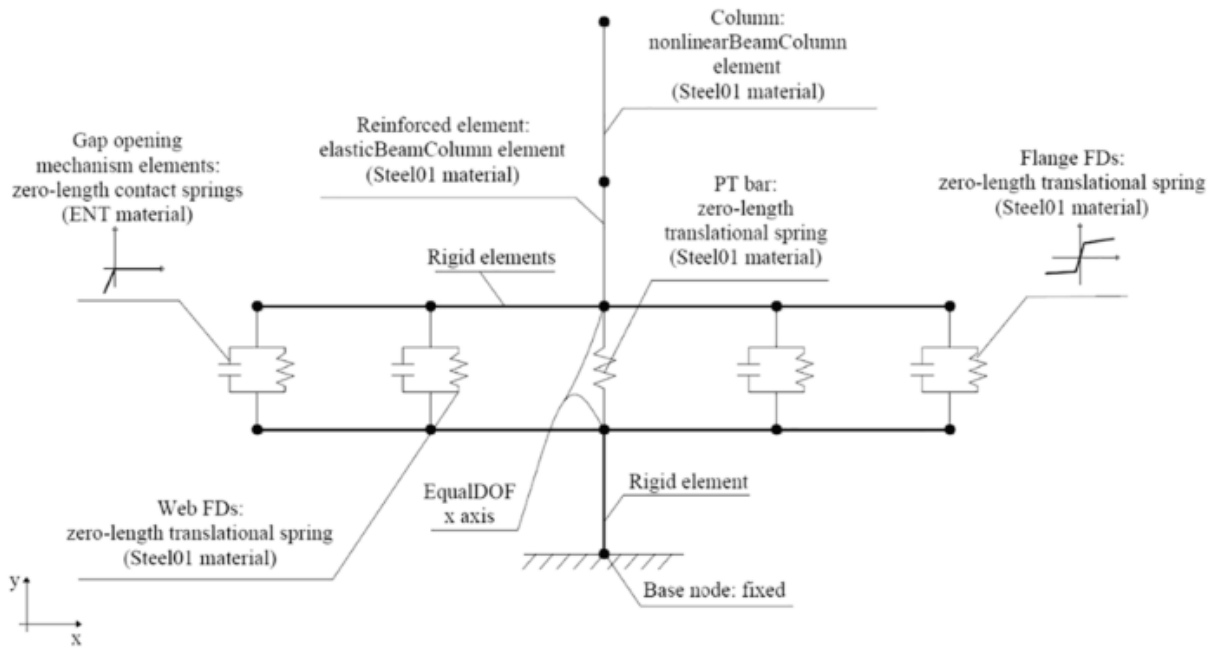 Column:
nonlinearBeamColumn
element
(Steel01 material)
Reinforced element:
elasticBeamColumn element
(Steel01 material)
Gap opening
mechanism elements:
zero-length contact springs
(ENT material)
PT bar:
zero-length
translational spring
(Steel01 material)
Flange FDs:
zero-length translational spring
(Steel01 material)
Rigid elements
Web FDs:
zero-length translational spring
(Steel01 material)
EqualDOF
x axis
Rigid element
Base node: fixed
y
x